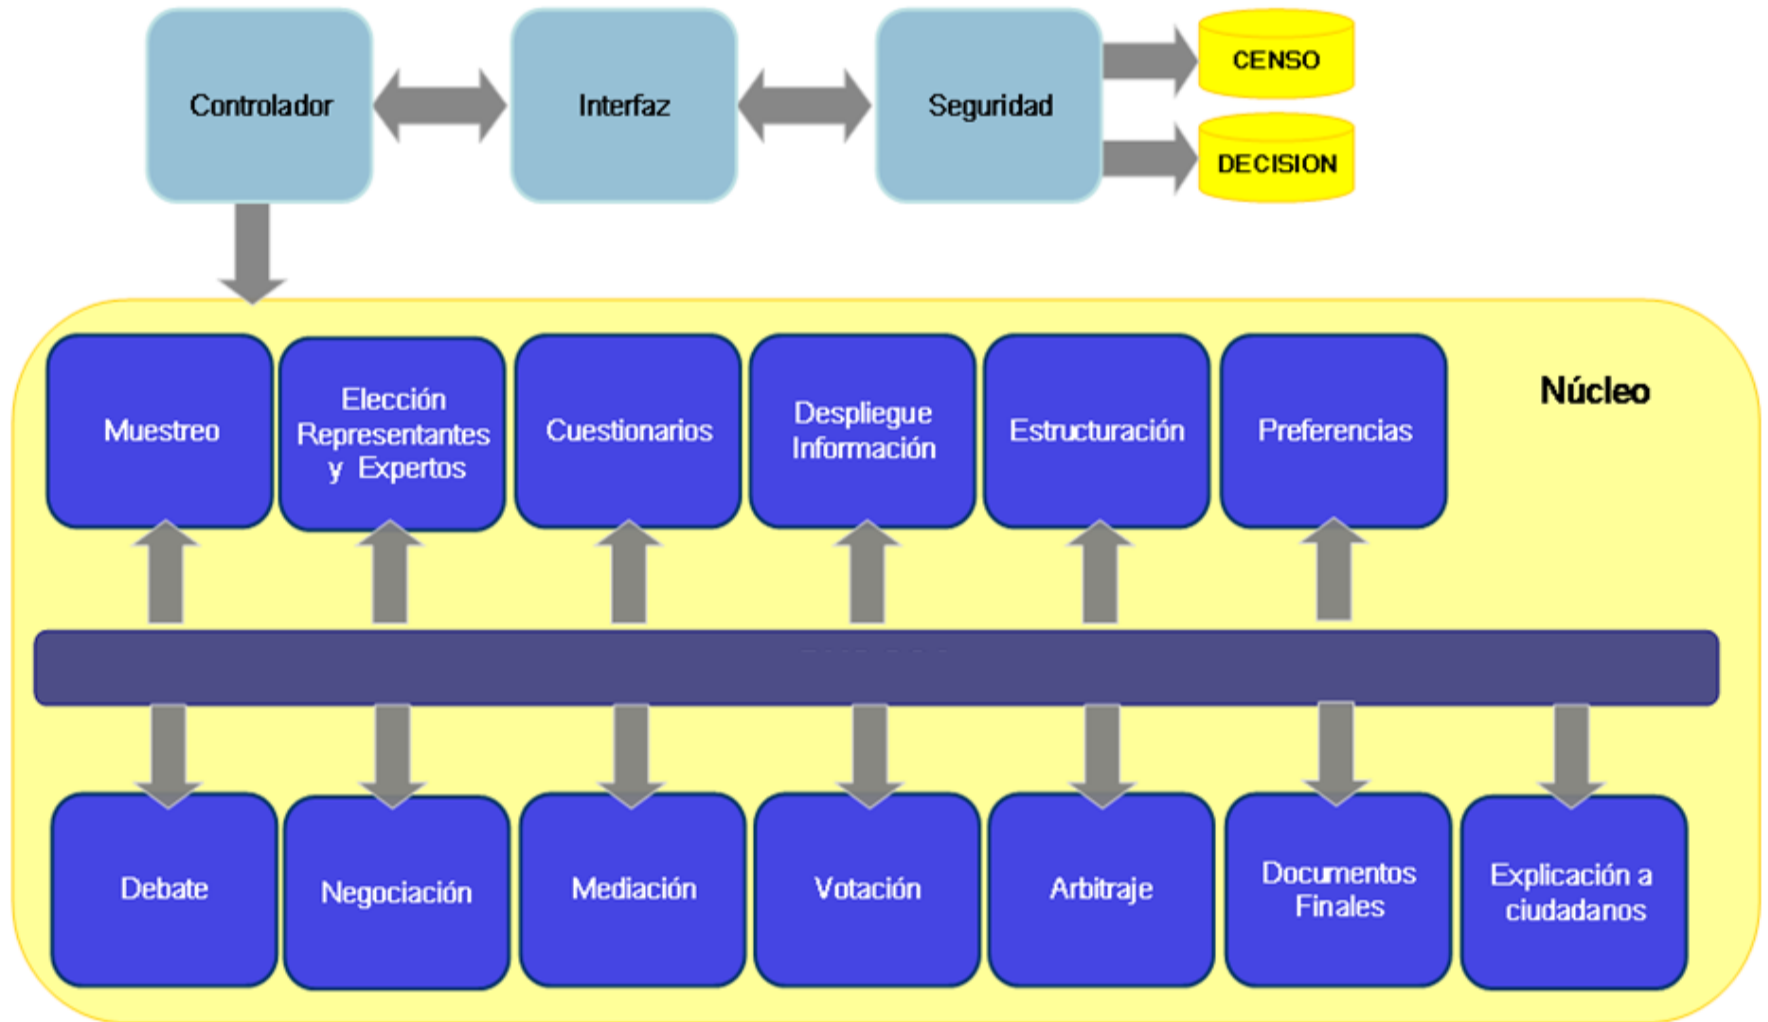 Controlador
Interfaz
Seguridad
CENSO
DECISION
Núcleo
Muestreo
Elección
Representantes
y Expertos
Cuestionarios
Despliegue
Información
Estructuración
Preferencias
Debate
Negociación
Mediación
Votación
Arbitraje
Documentos
Finales
Explicación a
ciudadanos